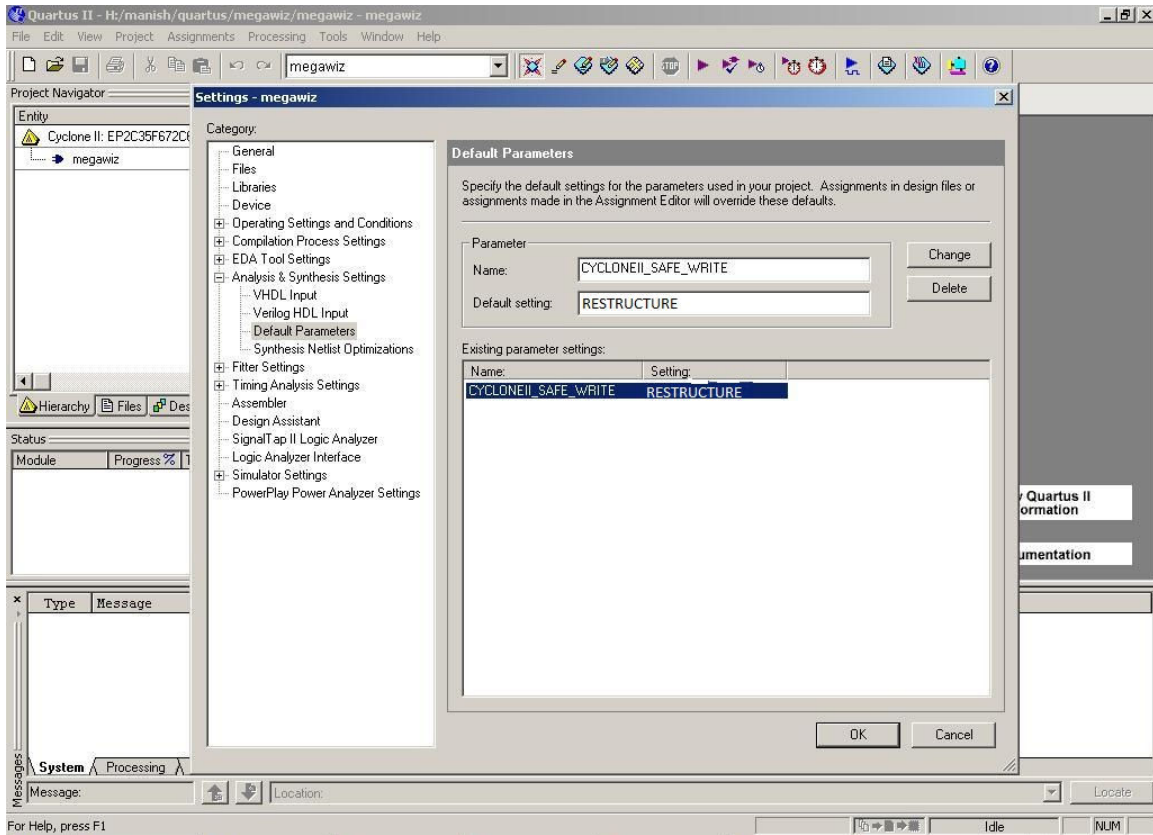 Quartus II - H:/manish/quartus/megawiz/megawiz - megawiz
File Edit View Project Assignments Processing Tools Window Help
megawiz
STOP
Project Navigator
Entity
Cyclone II: EP2C35F672C6
megawiz
Hierarchy Files Des
Status
Module Progress %
Settings - megawiz
Category:
General
Files
Libraries
Device
Operating Settings and Conditions
Compilation Process Settings
EDA Tool Settings
Analysis & Synthesis Settings
VHDL Input
Verilog HDL Input
Default Parameters
Synthesis Netlist Optimizations
Fitter Settings
Timing Analysis Settings
Assembler
Design Assistant
SignalTap II Logic Analyzer
Logic Analyzer Interface
Simulator Settings
PowerPlay Power Analyzer Settings
Default Parameters
Specify the default settings for the parameters used in your project. Assignments in design files or
assignments made in the Assignment Editor will override these defaults.
Parameter
Name: CYCLONEII_SAFE_WRITE
Default setting: RESTRUCTURE
Change
Delete
Existing parameter settings:
Name: Setting:
CYCLONEII_SAFE_WRITE RESTRUCTURE
OK Cancel
Quartus II
ormation
umentation
Type Message
System Processing
Messages
Message: Location: Locate
For Help, press F1 Idle NUM